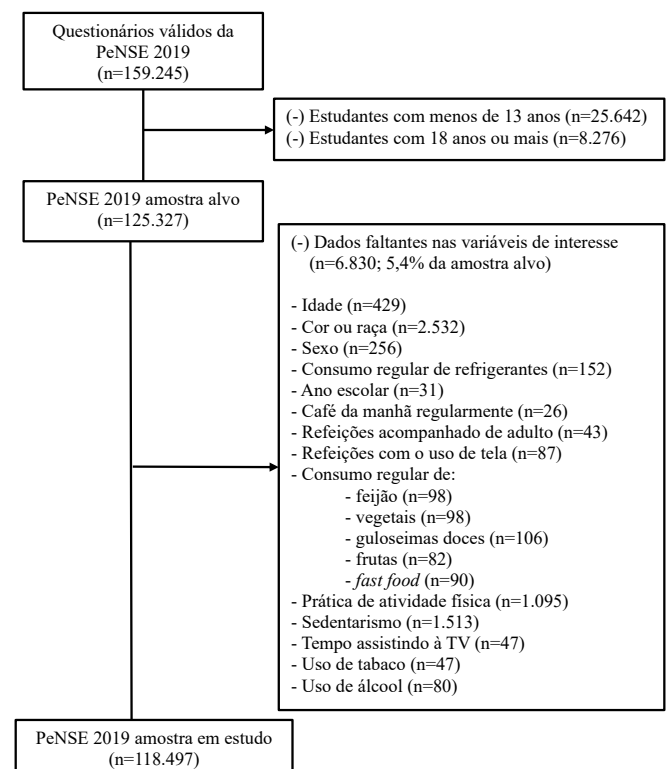 Questionários válidos da
PeNSE 2019
(n=159.245)
(-) Estudantes com menos de 13 anos (n=25.642)
(-) Estudantes com 18 anos ou mais (n=8.276)
PeNSE 2019 amostra alvo
(n=125.327)
(-) Dados faltantes nas variáveis de interesse
(n=6.830; 5,4% da amostra alvo)
- Idade (n=429)
- Cor ou raça (n=2.532)
- Sexo (n=256)
- Consumo regular de refrigerantes (n=152)
- Ano escolar (n=31)
- Café da manhã regularmente (n=26)
- Refeições acompanhado de adulto (n=43)
- Refeições com o uso de tela (n=87)
- Consumo regular de:
- feijão (n=98)
- vegetais (n=98)
- guloseimas doces (n=106)
- frutas (n=82)
- fast food (n=90)
- Prática de atividade física (n=1.095)
- Sedentarismo (n=1.513)
- Tempo assistindo à TV (n=47)
- Uso de tabaco (n=47)
- Uso de álcool (n=80)
PeNSE 2019 amostra em estudo
(n=118.497)